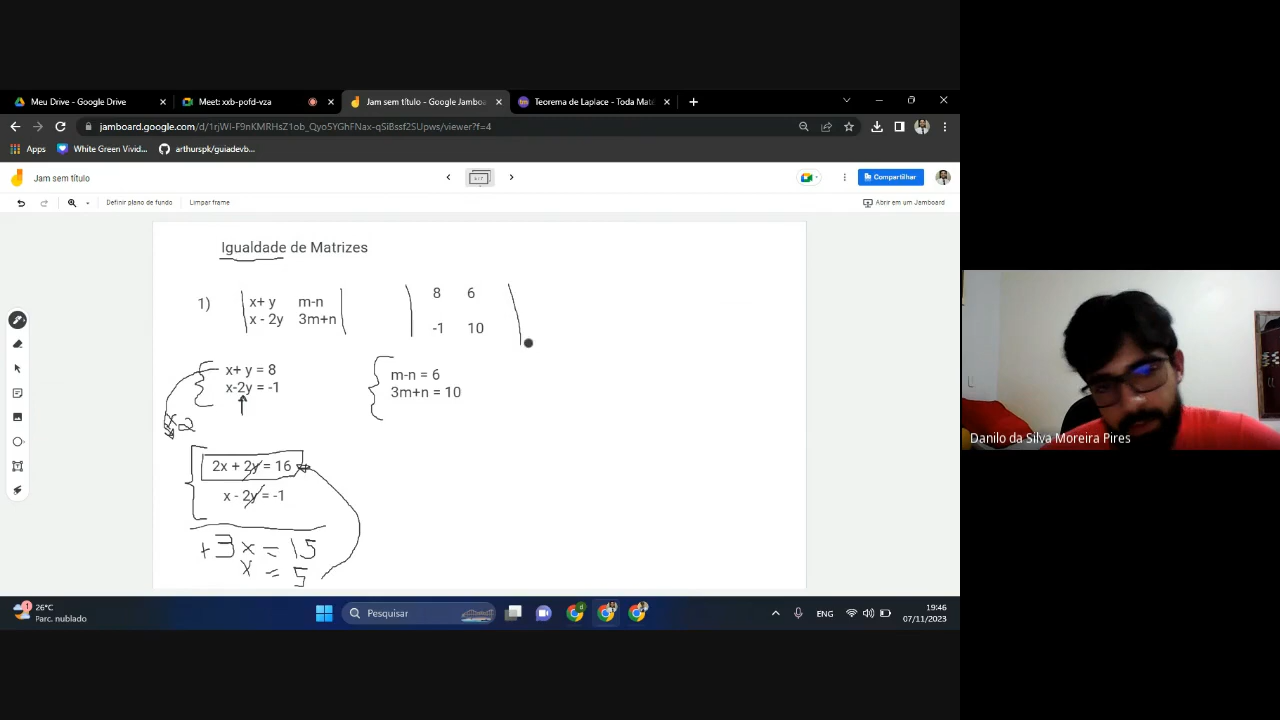 Meu Drive - Google Drive
Meet: xxb-pofd-vza
Jam sem título - Google Jamboa
Teorema de Laplace - Toda Maté
jamboard.google.com/d/1rjWI-F9nKMRHsZ1ob_Qyo5YGhFNax-qSiBssf2SUpws/viewer?f=4
Apps
White Green Vivid...
arthurspk/guiadevb...
Jam sem título
Compartilhar
Definir plano de fundo
Limpar frame
Abrir em um Jamboard
Igualdade de Matrizes
1)
x+ y m-n
x - 2y 3m+n
8 6
-1 10
x+ y = 8
x-2y = -1
m-n = 6
3m+n = 10
x2
2x + 2y = 16
x - 2y = -1
+3x = 15
x = 5
Danilo da Silva Moreira Pires
26°C
Parc. nublado
Pesquisar
ENG
19:46
07/11/2023